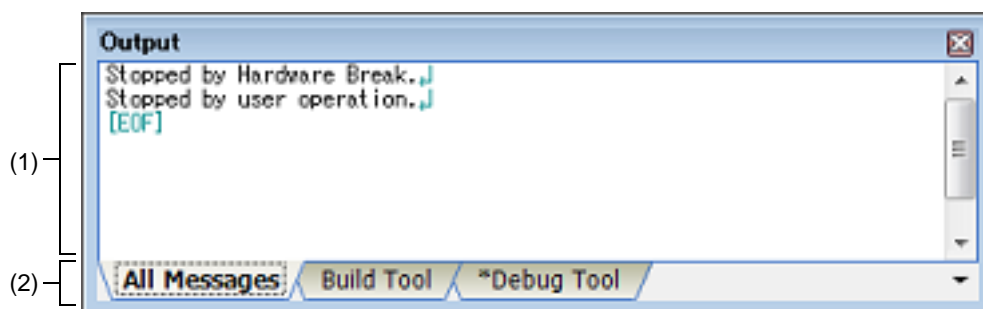 Output
Stopped by Hardware Break.↲
Stopped by user operation.↲
[EOF]
(1)
(2)
All Messages Build Tool *Debug Tool